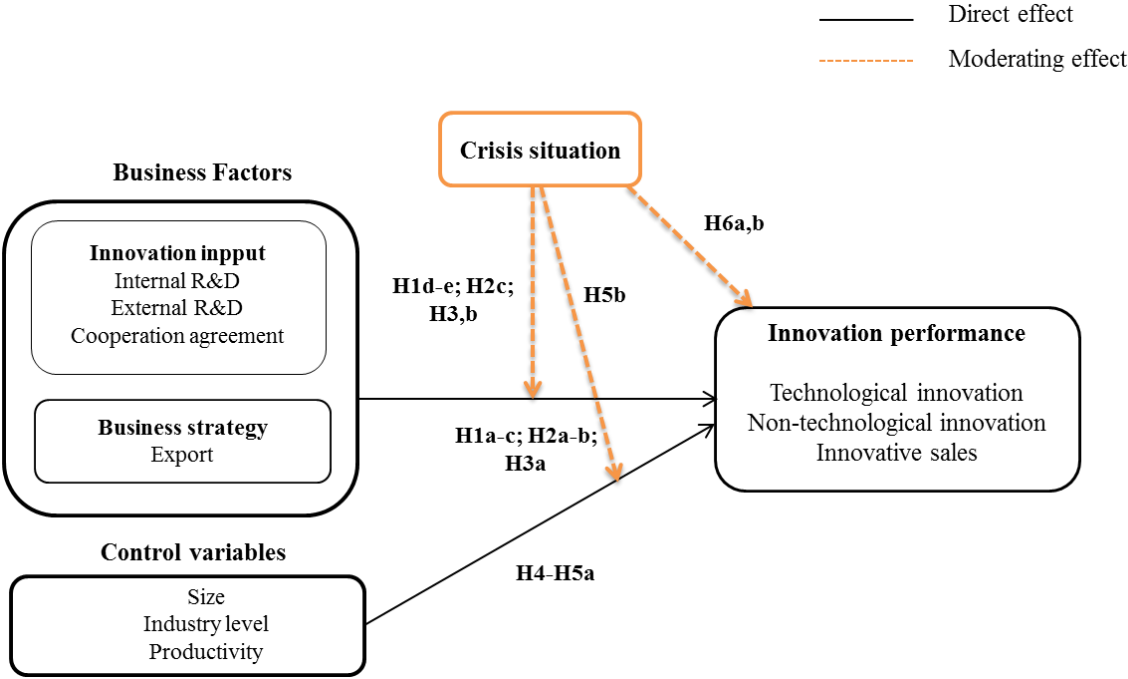 Direct effect
Moderating effect
Crisis situation
Business Factors
H6a,b
Innovation inpput
Internal R&D
External R&D
Cooperation agreement
H1d-e; H2c;
H3,b
H5b
Innovation performance
Technological innovation
Non-technological innovation
Innovative sales
Business strategy
Export
H1a-c; H2a-b;
H3a
Control variables
H4-H5a
Size
Industry level
Productivity